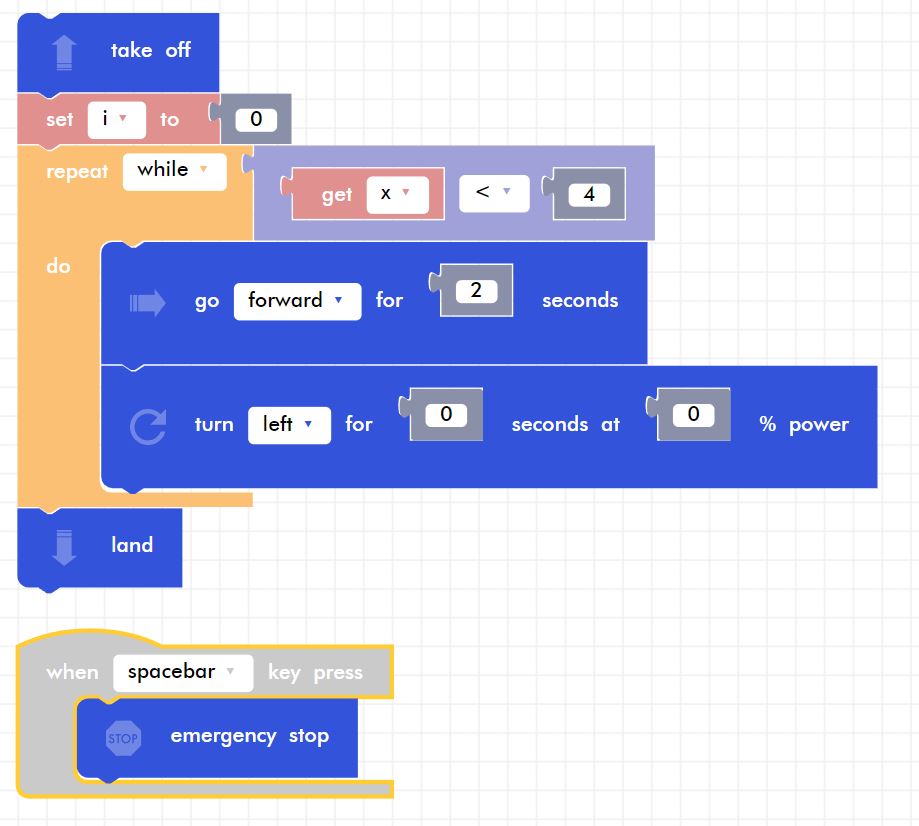 take off
set i to 0
repeat while get x < 4
do
go forward for 2 seconds
turn left for 0 seconds at 0 % power
land
when spacebar key press
STOP emergency stop